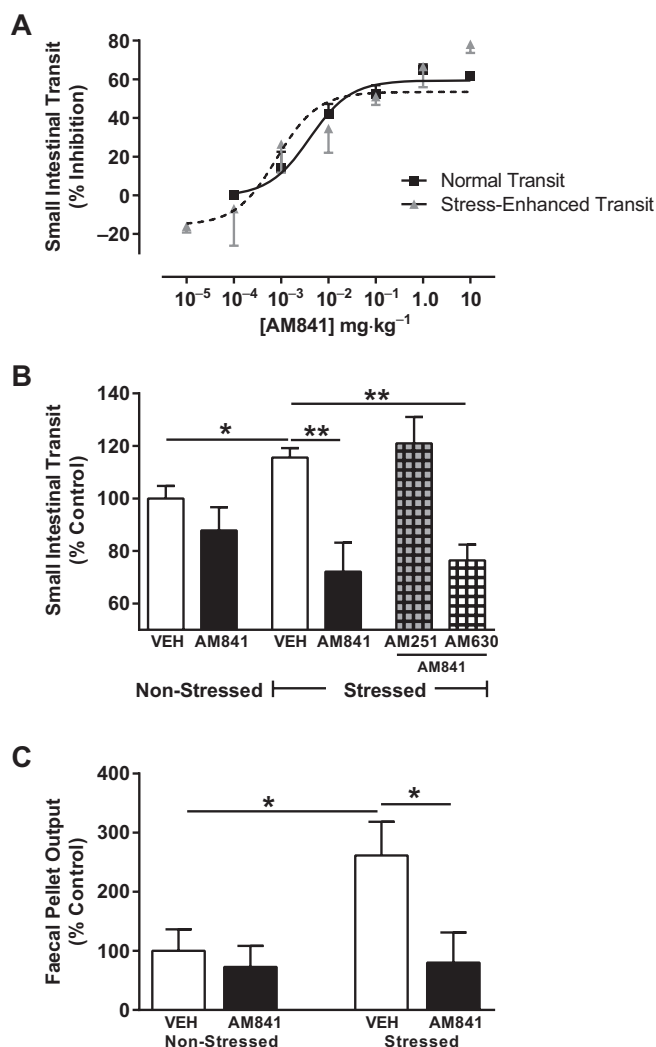 A
Small Intestinal Transit
(% Inhibition)
80
60
40
20
0
−20
Normal Transit
Stress-Enhanced Transit
10⁻⁵ 10⁻⁴ 10⁻³ 10⁻² 10⁻¹ 1.0 10
[AM841] mg·kg⁻¹
B
Small Intestinal Transit
(% Control)
140
120
100
80
60
* ** **
VEH AM841 VEH AM841 AM251 AM630
AM841
Non-Stressed Stressed
C
Faecal Pellet Output
(% Control)
400
300
200
100
0
* *
VEH AM841 VEH AM841
Non-Stressed Stressed